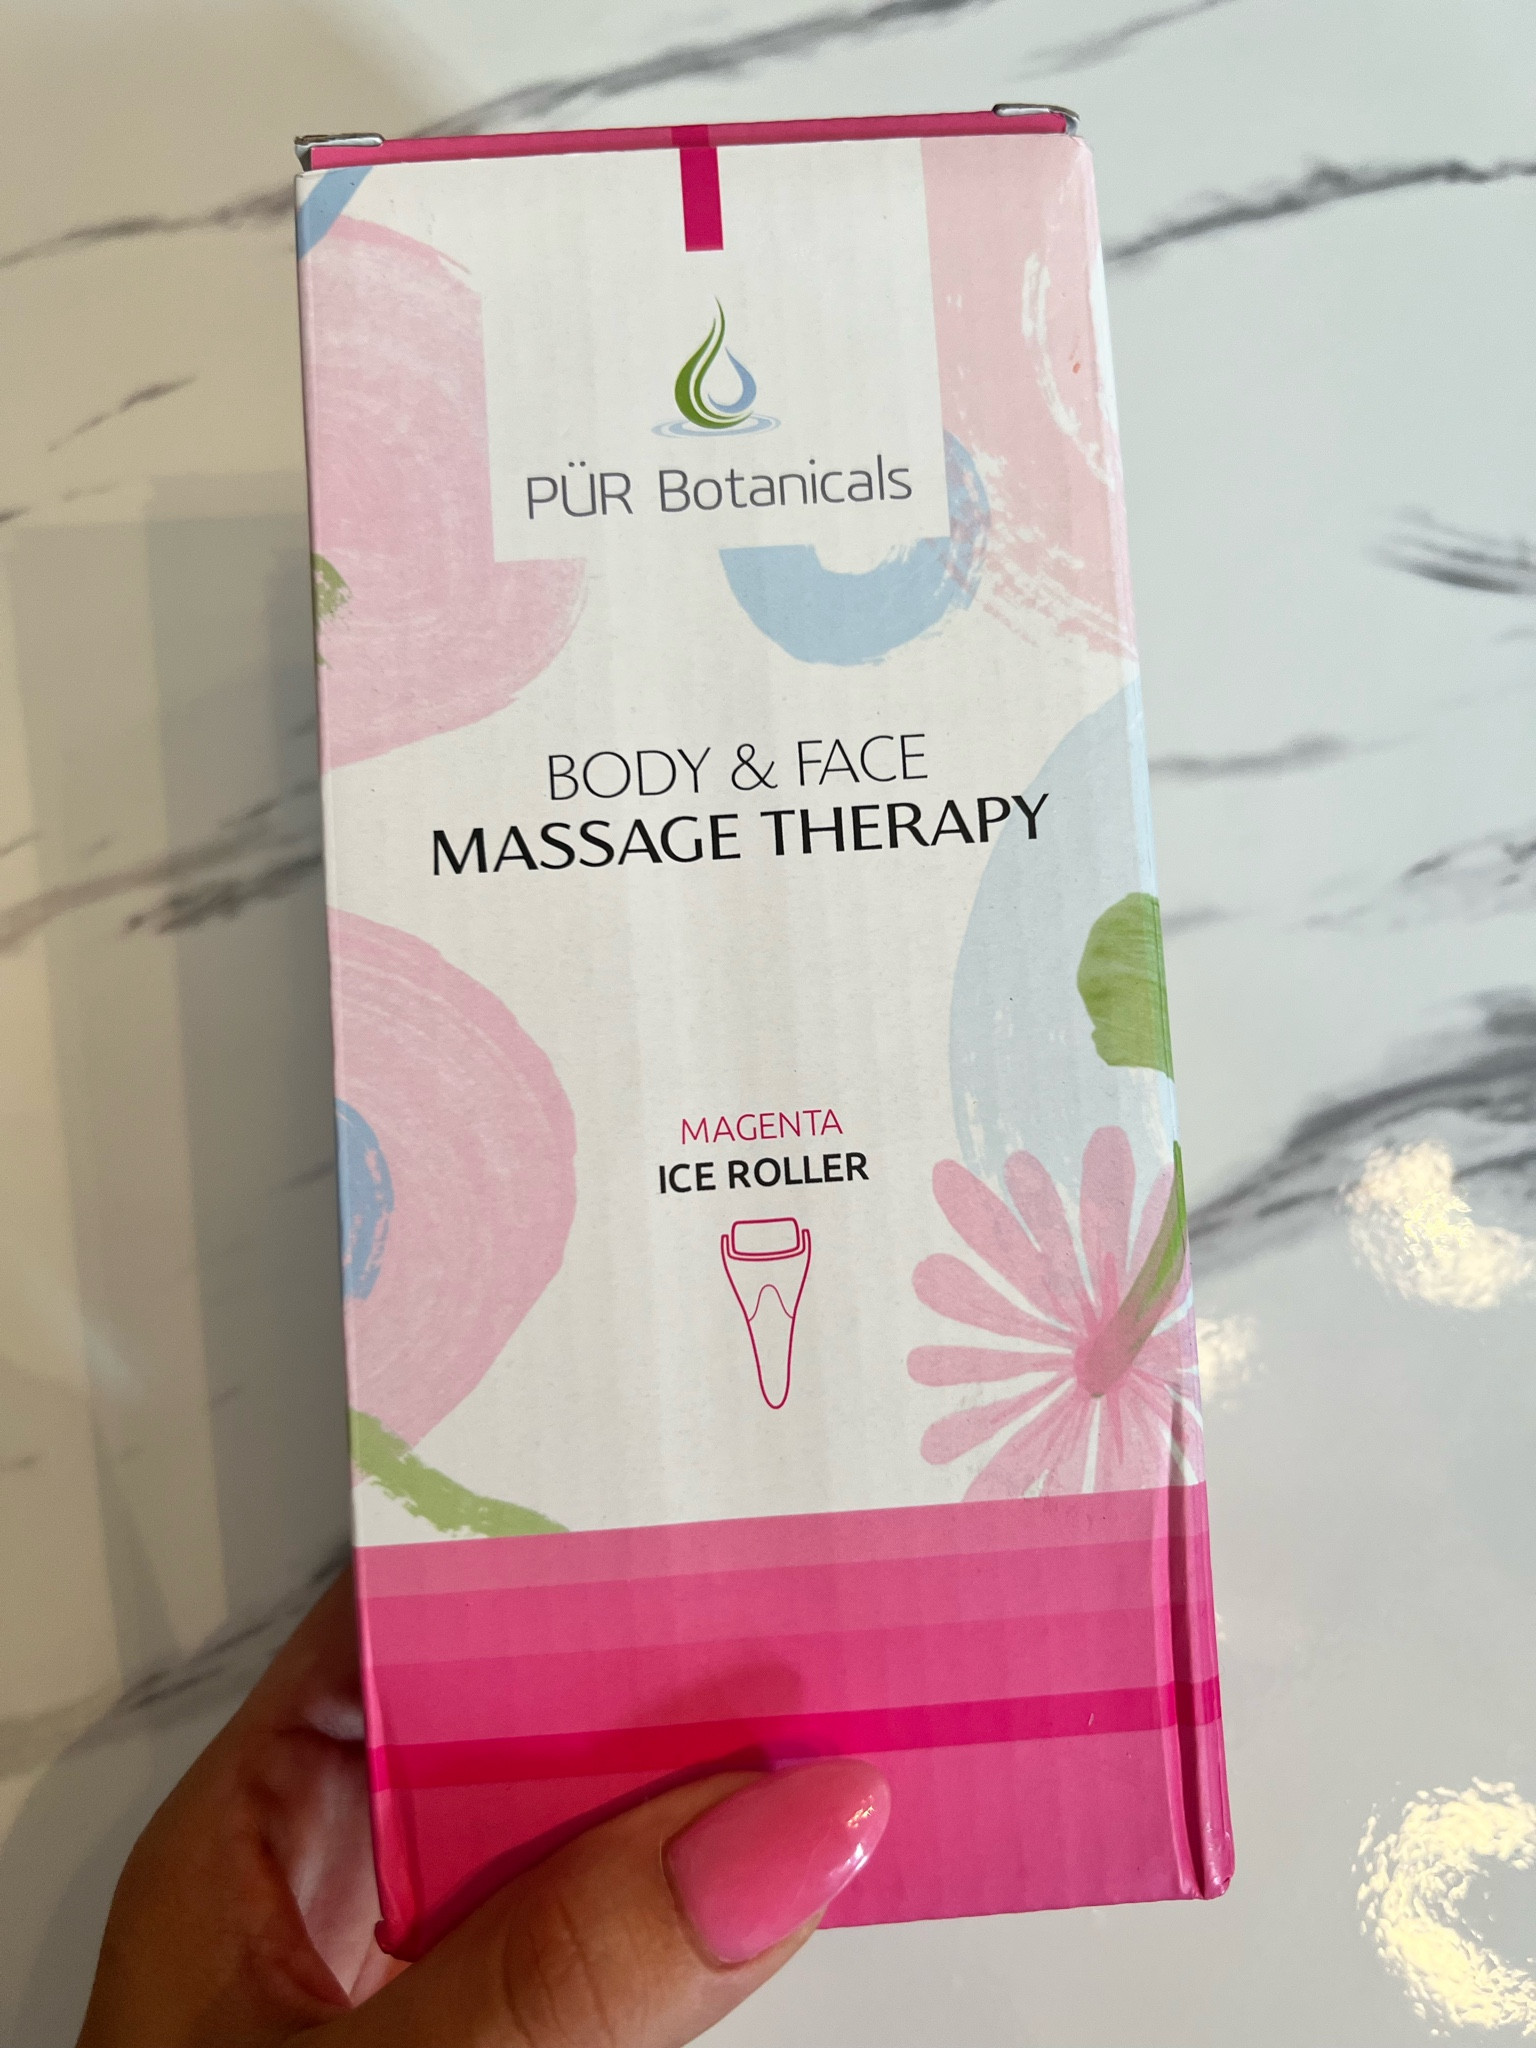 PÜR Botanicals
BODY & FACE
MASSAGE THERAPY
MAGENTA
ICE ROLLER